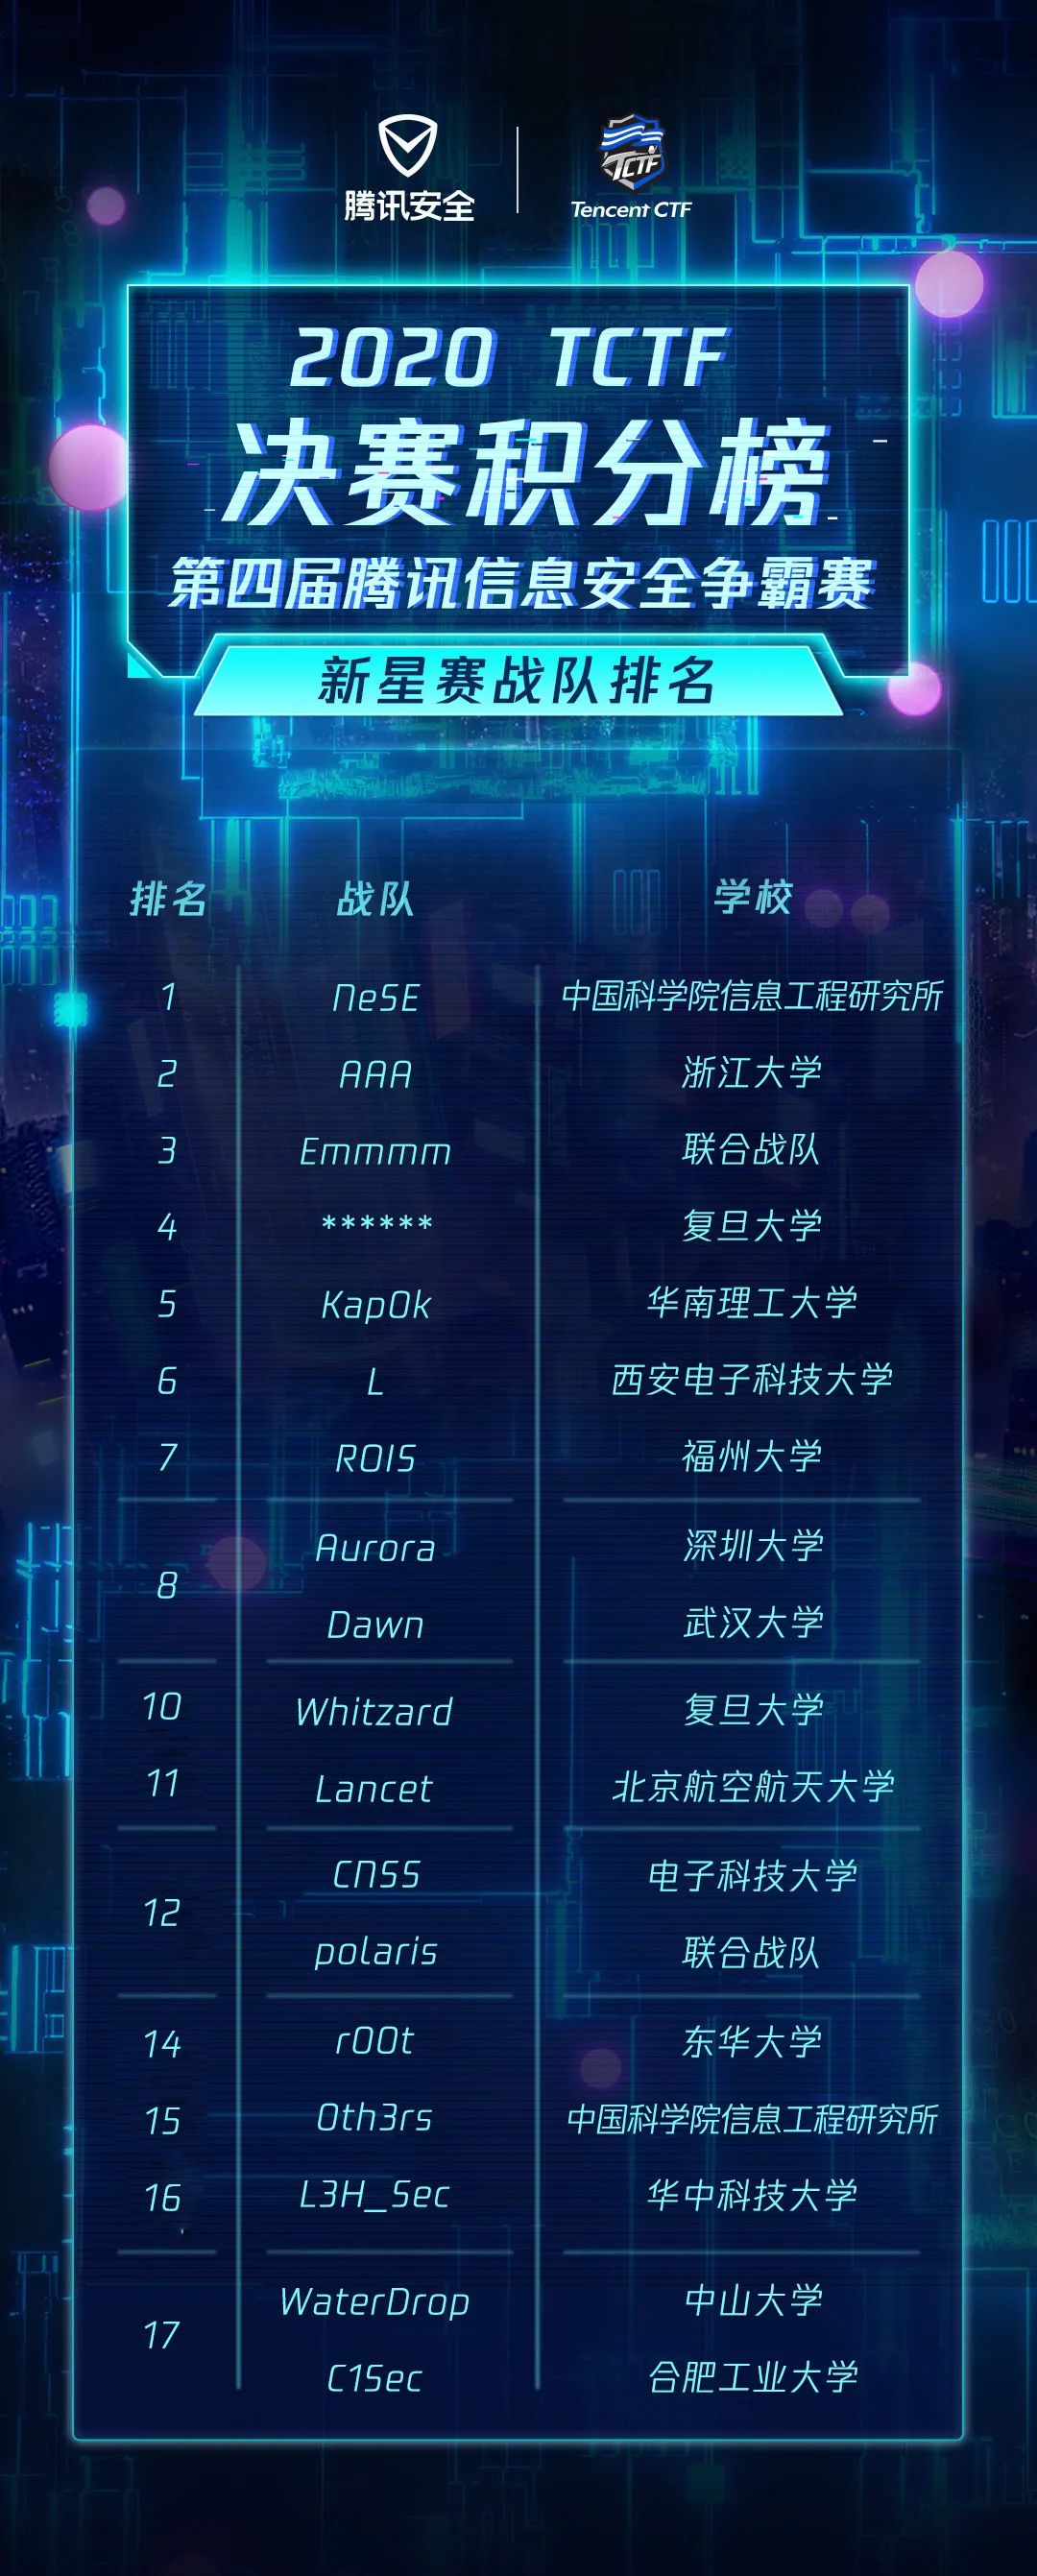 腾讯安全
TCTF
Tencent CTF
2020 TCTF
决赛积分榜
第四届腾讯信息安全争霸赛
新星赛战队排名
排名 战队 学校
1 NeSE 中国科学院信息工程研究所
2 AAA 浙江大学
3 Emmmm 联合战队
4 ****** 复旦大学
5 Kap0k 华南理工大学
6 L 西安电子科技大学
7 ROIS 福州大学
8 Aurora 深圳大学
Dawn 武汉大学
10 Whitzard 复旦大学
11 Lancet 北京航空航天大学
12 CNSS 电子科技大学
polaris 联合战队
14 r00t 东华大学
15 0th3rs 中国科学院信息工程研究所
16 L3H_Sec 华中科技大学
17 WaterDrop 中山大学
C1Sec 合肥工业大学